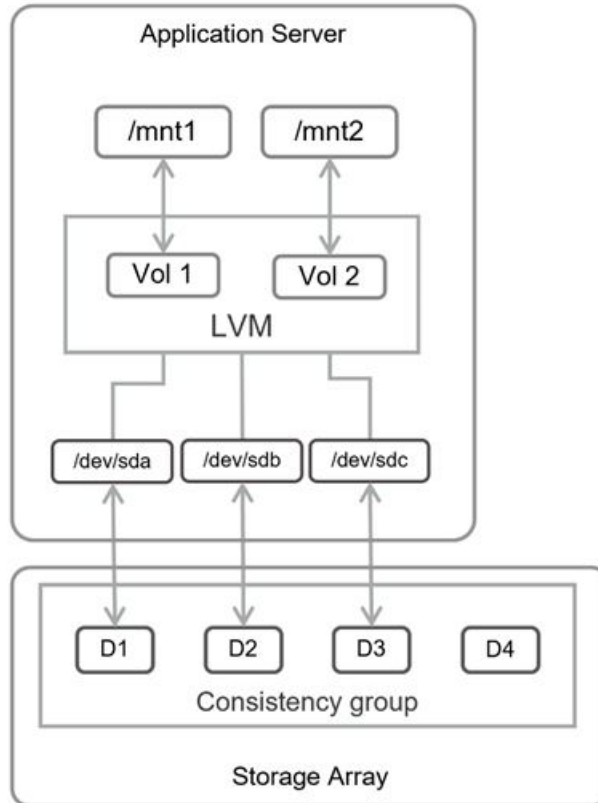 Application Server
/mnt1 /mnt2
Vol 1 Vol 2
LVM
/dev/sda /dev/sdb /dev/sdc
D1 D2 D3 D4
Consistency group
Storage Array